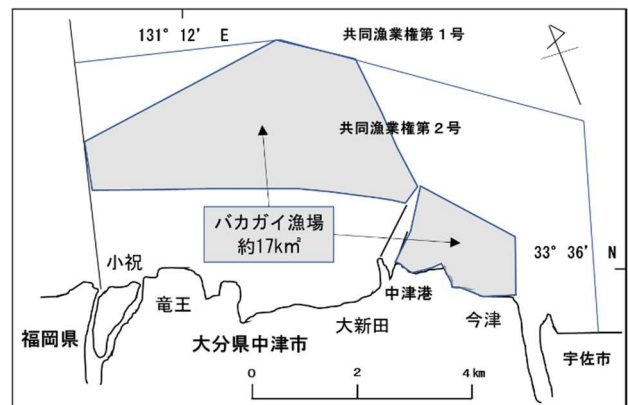 131° 12′ E
共同漁業権第1号
共同漁業権第2号
バカガイ漁場
約17km²
33° 36′ N
小祝
竜王
中津港
福岡県
大分県中津市
大新田
今津
宇佐市
0 2 4km